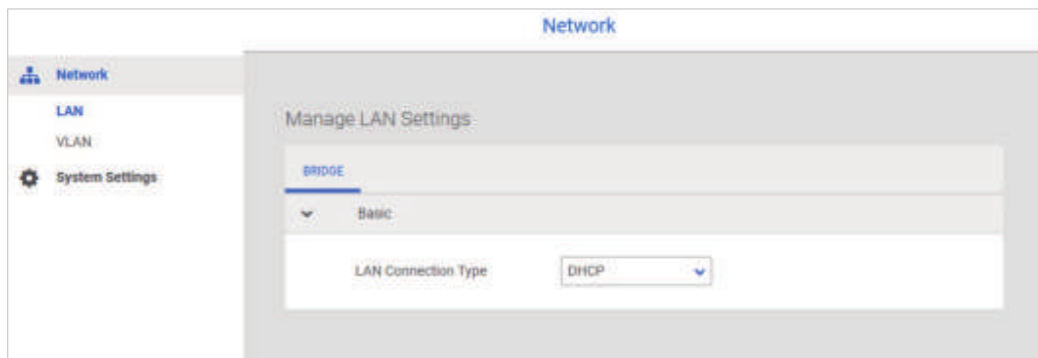 Network
Network
LAN
VLAN
System Settings
Manage LAN Settings
BRIDGE
Basic
LAN Connection Type
DHCP